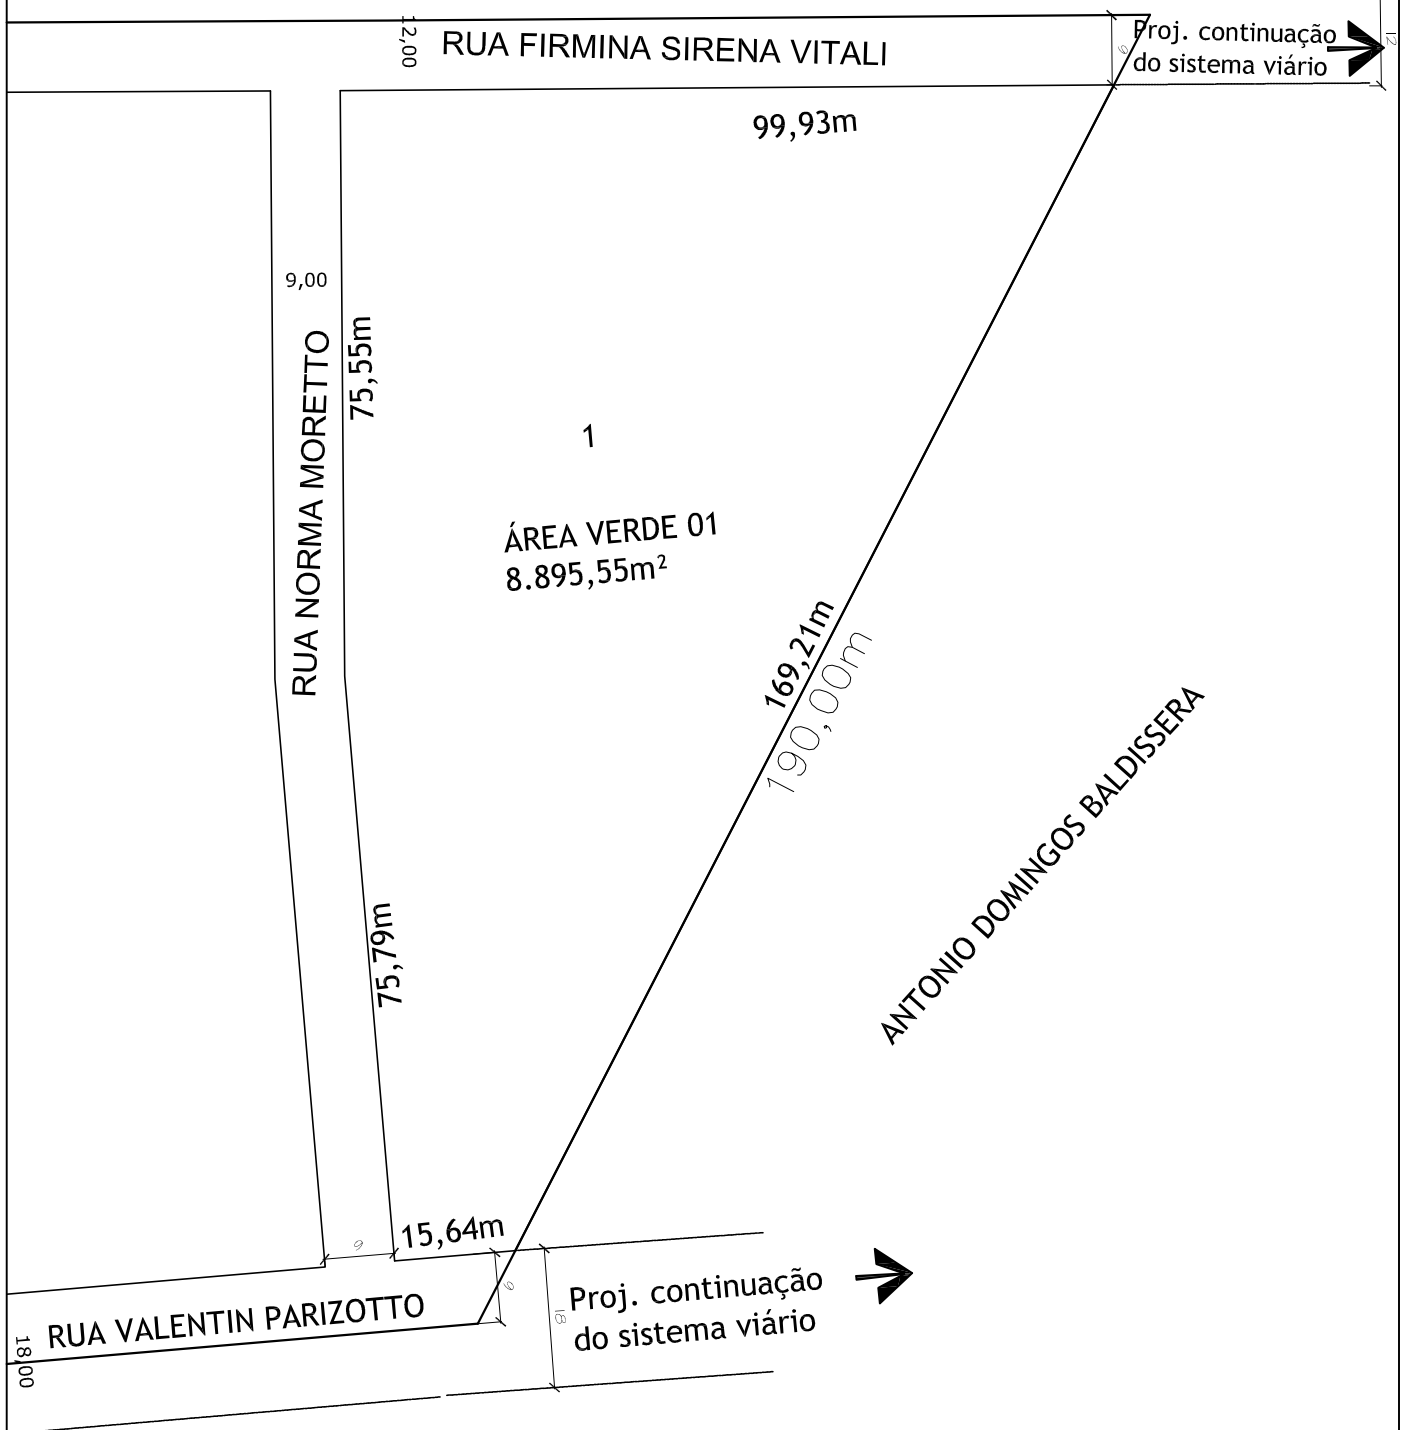 12,00
RUA FIRMINA SIRENA VITALI
9
Proj. continuação
do sistema viário
12
99,93m
9,00
75,55m
RUA NORMA MORETTO
1
ÁREA VERDE 01
8.895,55m²
169,21m
190,00m
ANTONIO DOMINGOS BALDISSERA
75,79m
15,64m
9
9
18
Proj. continuação
do sistema viário
RUA VALENTIN PARIZOTTO
18,00